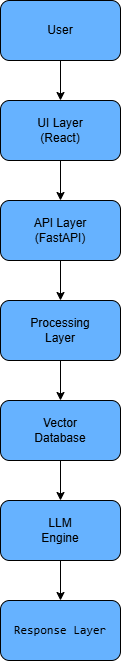 User
UI Layer
(React)
API Layer
(FastAPI)
Processing
Layer
Vector
Database
LLM
Engine
Response Layer